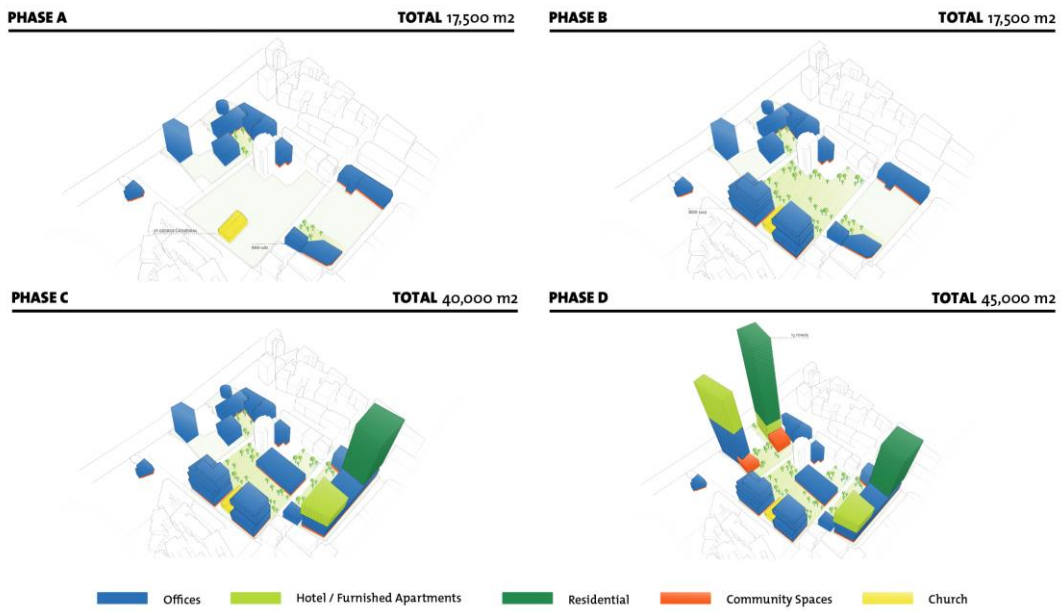 PHASE A TOTAL 17,500 m2
PHASE B TOTAL 17,500 m2
PHASE C TOTAL 40,000 m2
PHASE D TOTAL 45,000 m2
Offices
Hotel / Furnished Apartments
Residential
Community Spaces
Church